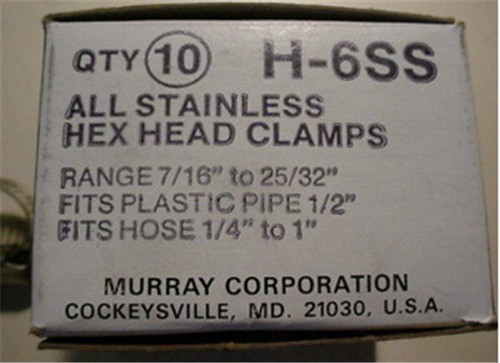 QTY 10 H-6SS
ALL STAINLESS
HEX HEAD CLAMPS
RANGE 7/16" to 25/32"
FITS PLASTIC PIPE 1/2"
FITS HOSE 1/4" to 1"
MURRAY CORPORATION
COCKEYSVILLE, MD. 21030, U.S.A.